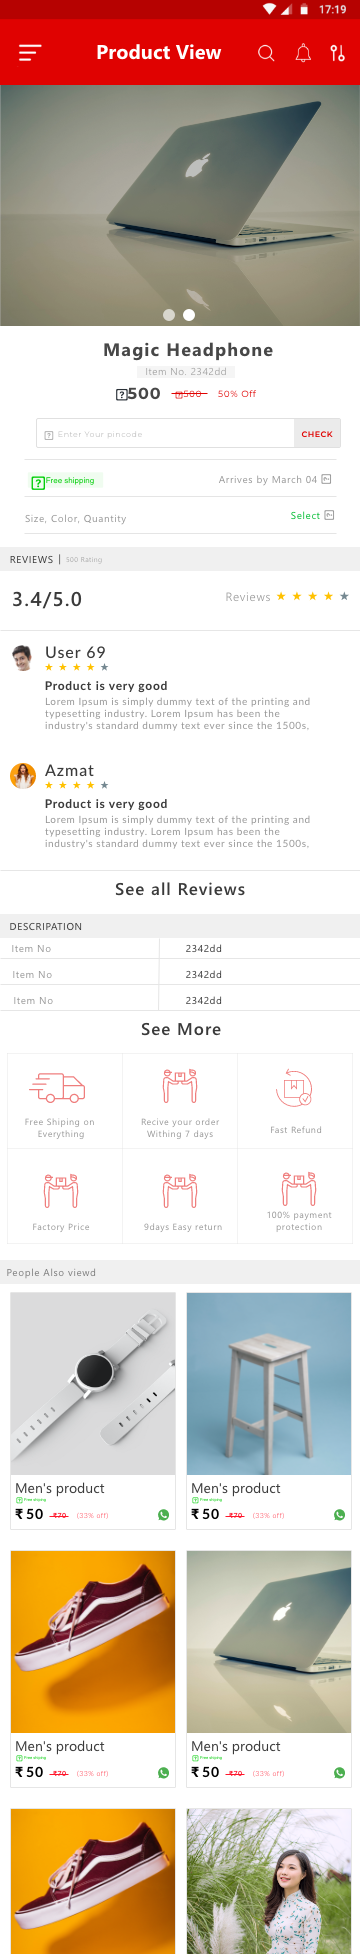 17:19
Product View
Magic Headphone
Item No. 2342dd
500 500 50% Off
Enter Your pincode CHECK
Free shipping Arrives by March 04
Size, Color, Quantity Select
REVIEWS | 500 Rating
3.4/5.0 Reviews
User 69
Product is very good
Lorem Ipsum is simply dummy text of the printing and
typesetting industry. Lorem Ipsum has been the
industry's standard dummy text ever since the 1500s,
Azmat
Product is very good
Lorem Ipsum is simply dummy text of the printing and
typesetting industry. Lorem Ipsum has been the
industry's standard dummy text ever since the 1500s,
See all Reviews
DESCRIPATION
Item No 2342dd
Item No 2342dd
Item No 2342dd
See More
Free Shiping on
Everything
Recive your order
Withing 7 days
Fast Refund
Factory Price
9days Easy return
100% payment
protection
People Also viewd
Men's product
Free shiping
₹ 50 ₹70 (33% off)
Men's product
Free shiping
₹ 50 ₹70 (33% off)
Men's product
Free shiping
₹ 50 ₹70 (33% off)
Men's product
Free shiping
₹ 50 ₹70 (33% off)